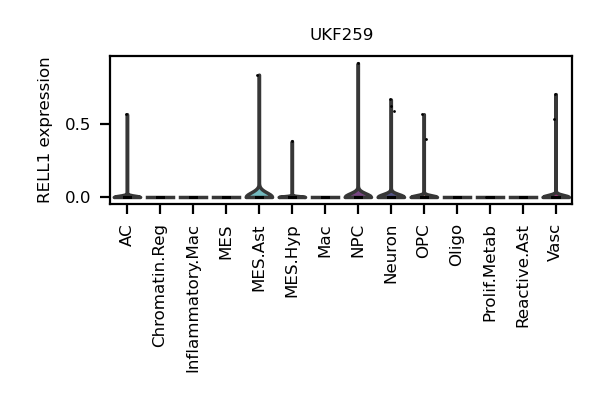 UKF259
RELL1 expression
0.5
0.0
AC
Chromatin.Reg
Inflammatory.Mac
MES
MES.Ast
MES.Hyp
Mac
NPC
Neuron
OPC
Oligo
Prolif.Metab
Reactive.Ast
Vasc